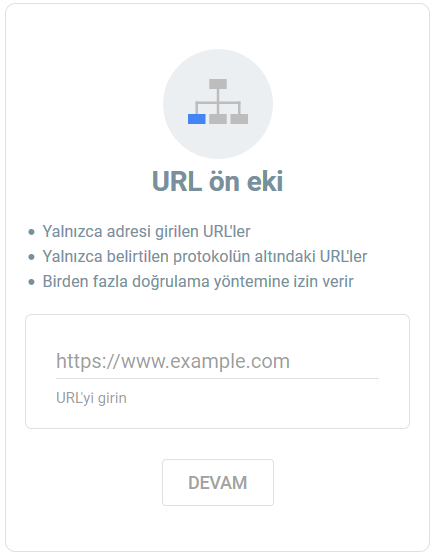 URL ön eki
• Yalnızca adresi girilen URL'ler
• Yalnızca belirtilen protokolün altındaki URL'ler
• Birden fazla doğrulama yöntemine izin verir
https://www.example.com
URL'yi girin
DEVAM